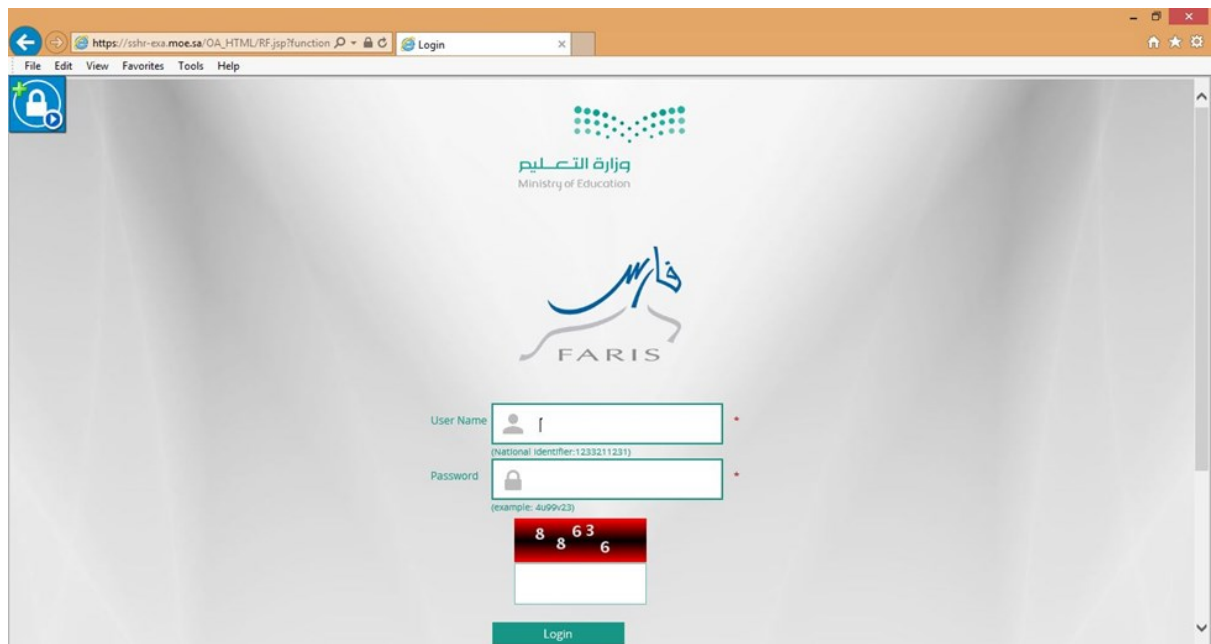 https://sshr-exa.moe.sa/OA_HTML/RF.jsp?function
Login
File Edit View Favorites Tools Help
وزارة التعليم
Ministry of Education
فارس
FARIS
User Name *
(National Identifier:1233211231)
Password *
(example: 4u99v23)
8 8 6 3 6
Login